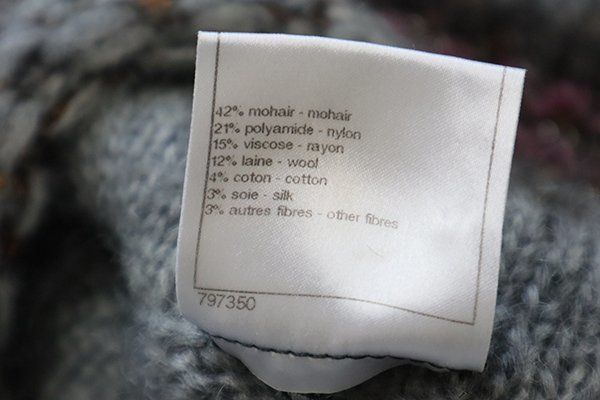 42% mohair - mohair
21% polyamide - nylon
15% viscose - rayon
12% laine - wool
4% coton - cotton
3% soie - silk
3% autres fibres - other fibres
797350